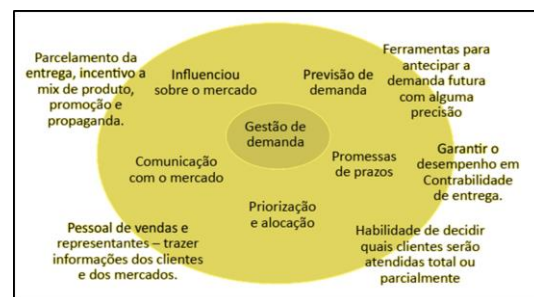 Parcelamento da
entrega, incentivo a
mix de produto,
promoção e
propaganda.
Influenciou
sobre o mercado
Previsão de
demanda
Ferramentas para
antecipar a
demanda futura
com alguma
precisão
Gestão de
demanda
Comunicação
com o mercado
Promessas
de prazos
Garantir o
desempenho em
Contrabilidade
de entrega.
Priorização
e alocação
Pessoal de vendas e
representantes – trazer
informações dos clientes
e dos mercados.
Habilidade de decidir
quais clientes serão
atendidas total ou
parcialmente